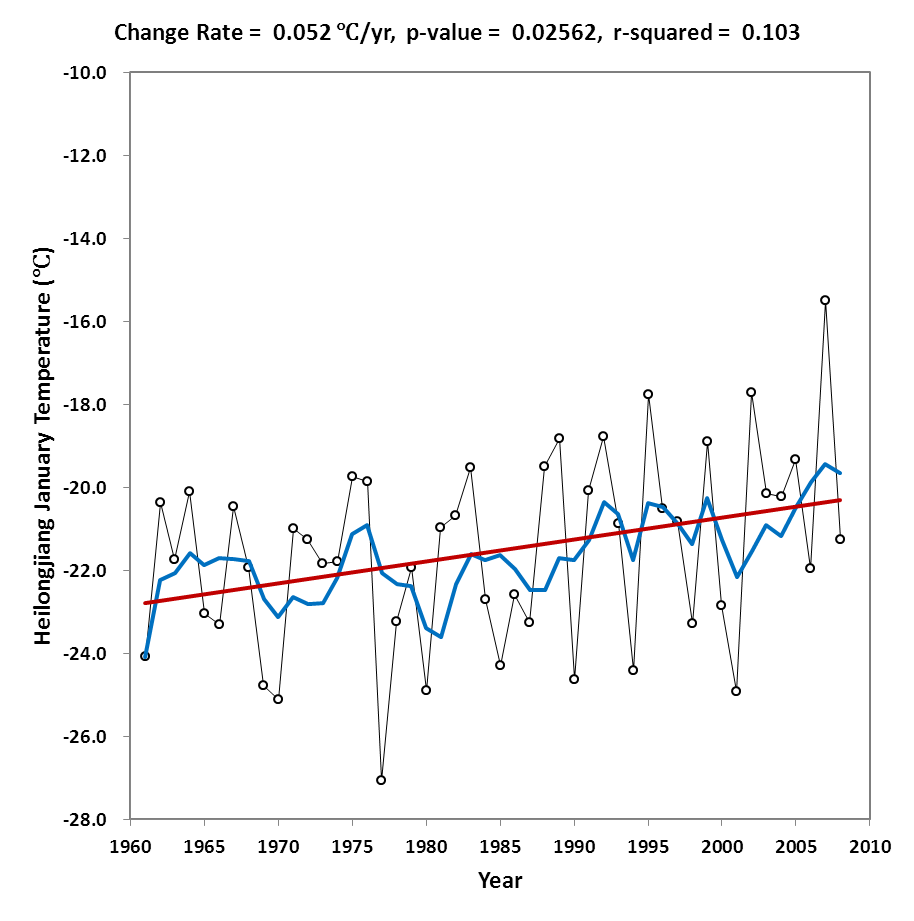 Change Rate = 0.052 ℃/yr, p-value = 0.02562, r-squared = 0.103
-10.0
-12.0
-14.0
-16.0
-18.0
-20.0
-22.0
-24.0
-26.0
-28.0
Heilongjiang January Temperature (℃)
1960 1965 1970 1975 1980 1985 1990 1995 2000 2005 2010
Year